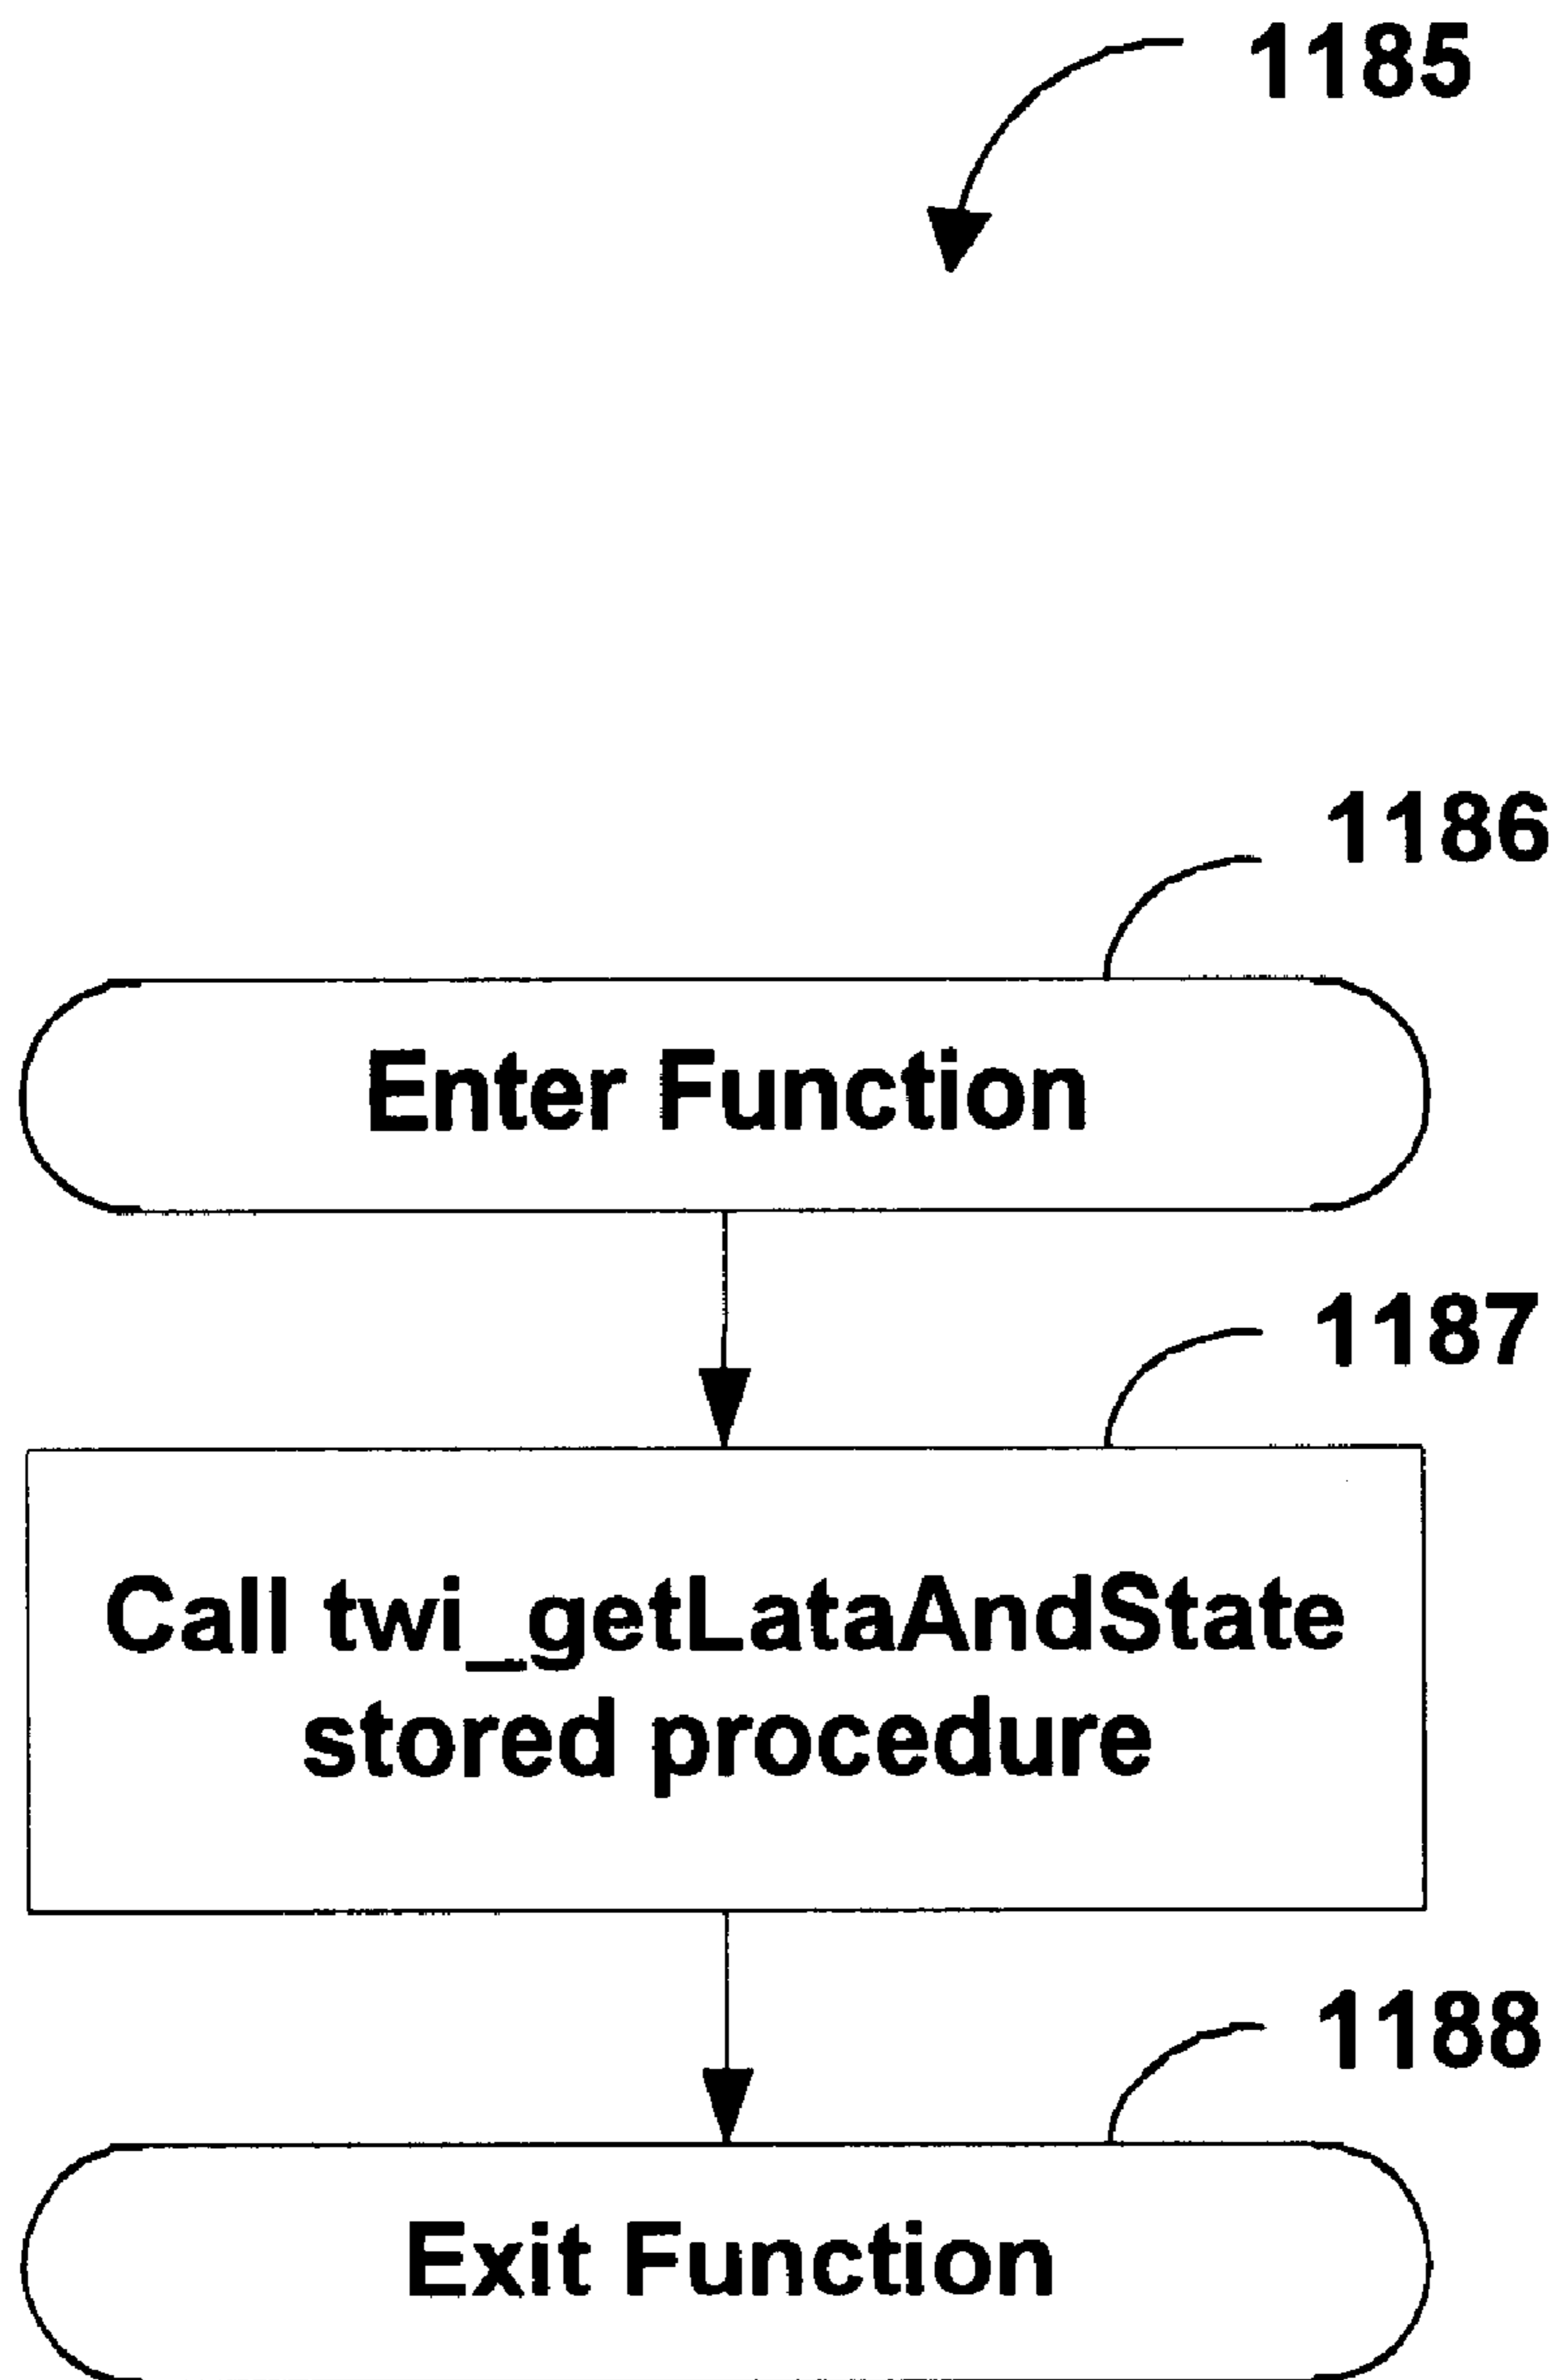 1185
1186
Enter Function
1187
Call twi_getLataAndState
stored procedure
1188
Exit Function